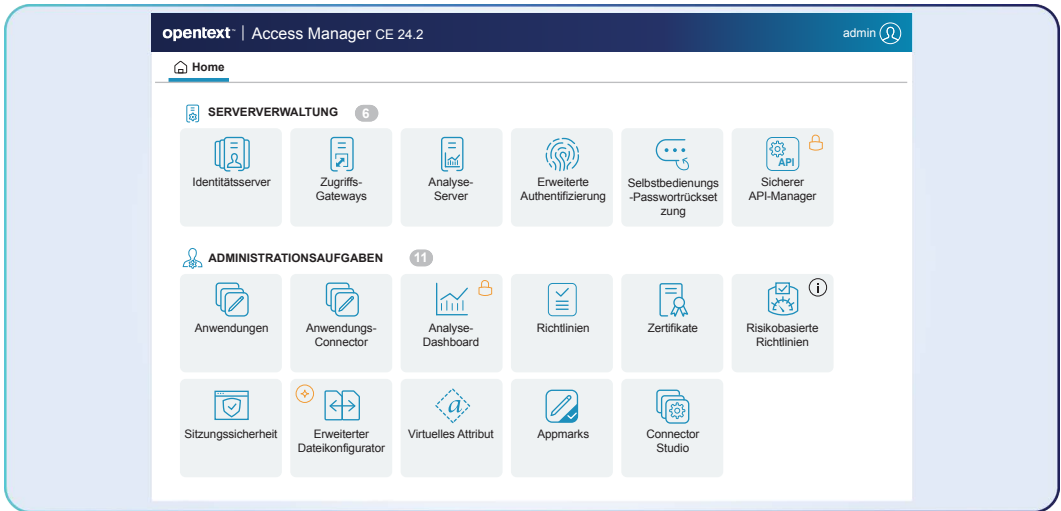 opentext™ | Access Manager CE 24.2
admin
Home
SERVERVERWALTUNG 6
Identitätsserver
Zugriffs-
Gateways
Analyse-
Server
Erweiterte
Authentifizierung
Selbstbedienungs
-Passwortrückset
zung
API
Sicherer
API-Manager
ADMINISTRATIONSAUFGABEN 11
Anwendungen
Anwendungs-
Connector
Analyse-
Dashboard
Richtlinien
Zertifikate
Risikobasierte
Richtlinien
Sitzungssicherheit
Erweiterter
Dateikonfigurator
a
Virtuelles Attribut
Appmarks
Connector
Studio